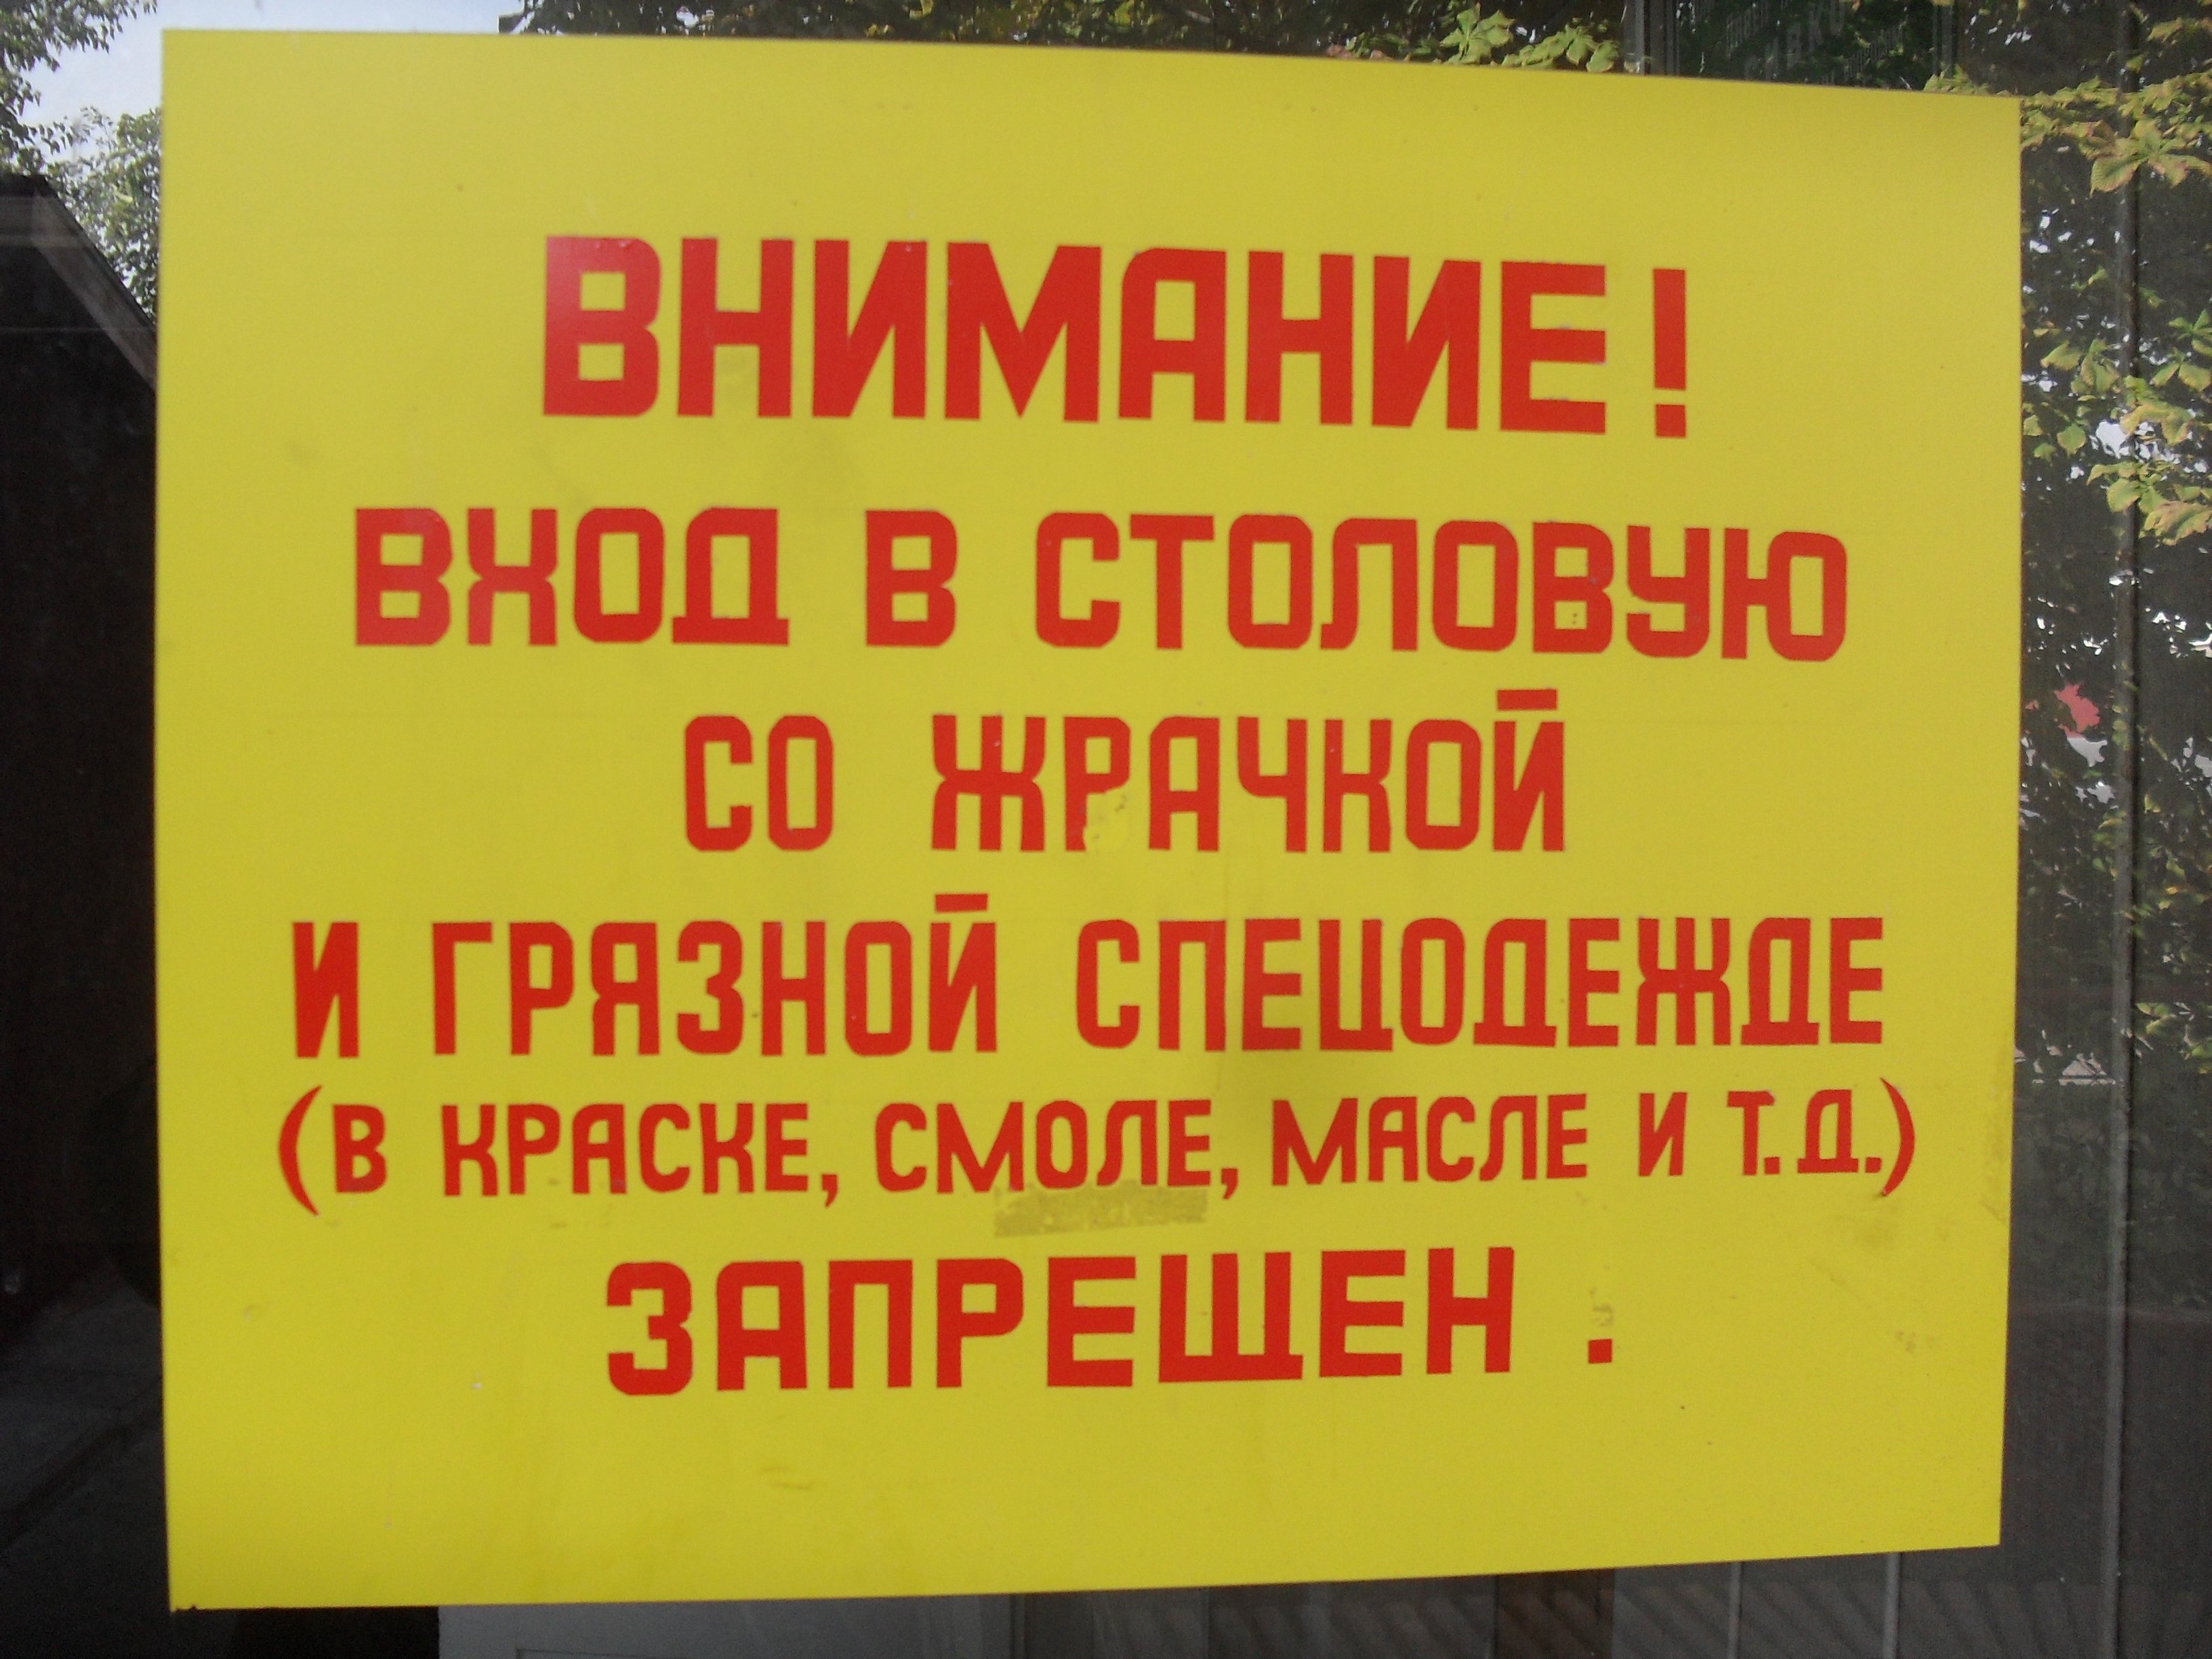 ВНИМАНИЕ!
ВХОД В СТОЛОВУЮ
СО ЖРАЧКОЙ
И ГРЯЗНОЙ СПЕЦОДЕЖДЕ
(В КРАСКЕ, СМОЛЕ, МАСЛЕ И Т.Д.)
ЗАПРЕЩЕН.